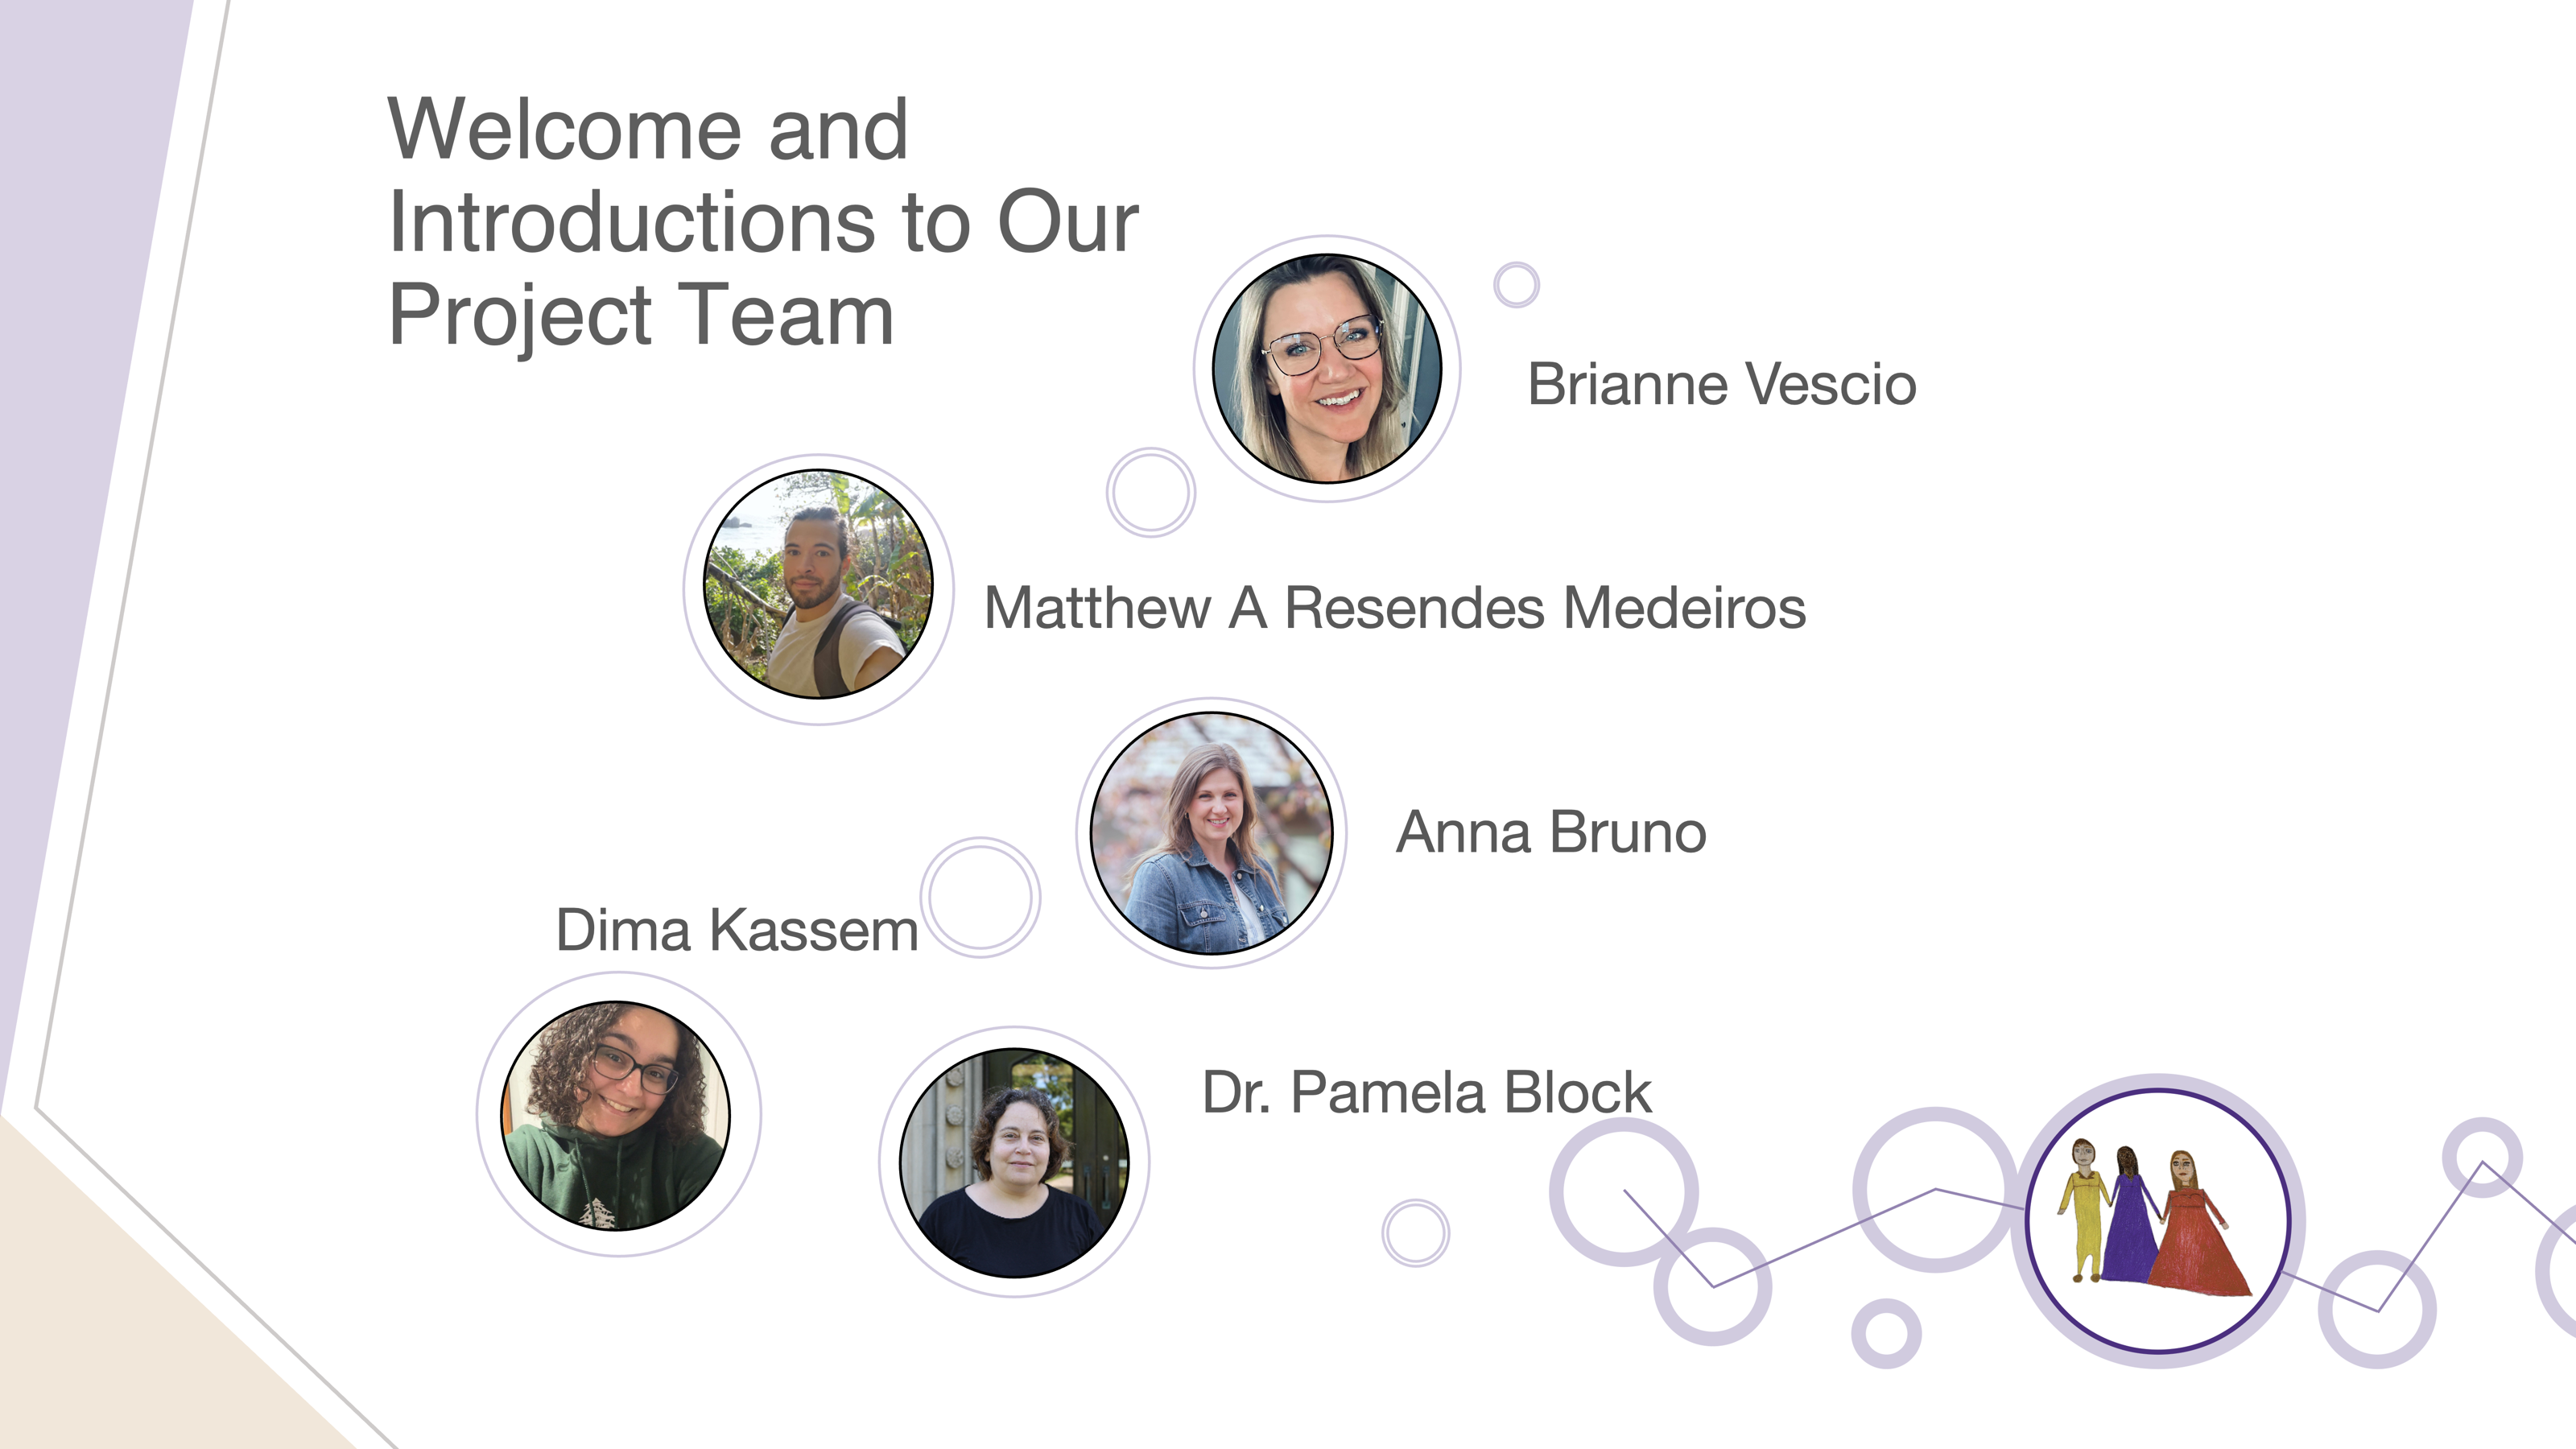 Welcome and
Introductions to Our
Project Team
Brianne Vescio
Matthew A Resendes Medeiros
Anna Bruno
Dima Kassem
Dr. Pamela Block